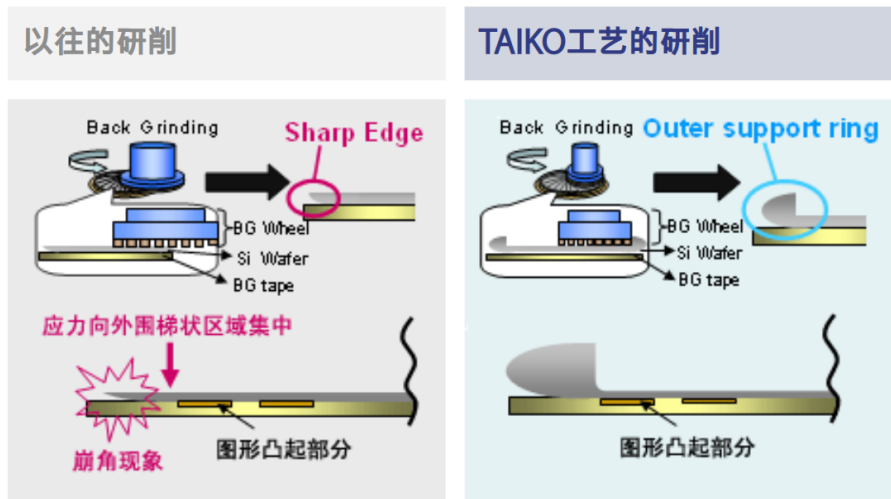 以往的研削
TAIKO工艺的研削
Back Grinding
Sharp Edge
BG Wheel
Si Wafer
BG tape
应力向外围梯状区域集中
崩角现象
图形凸起部分
Back Grinding
Outer support ring
BG Wheel
Si Wafer
BG tape
图形凸起部分